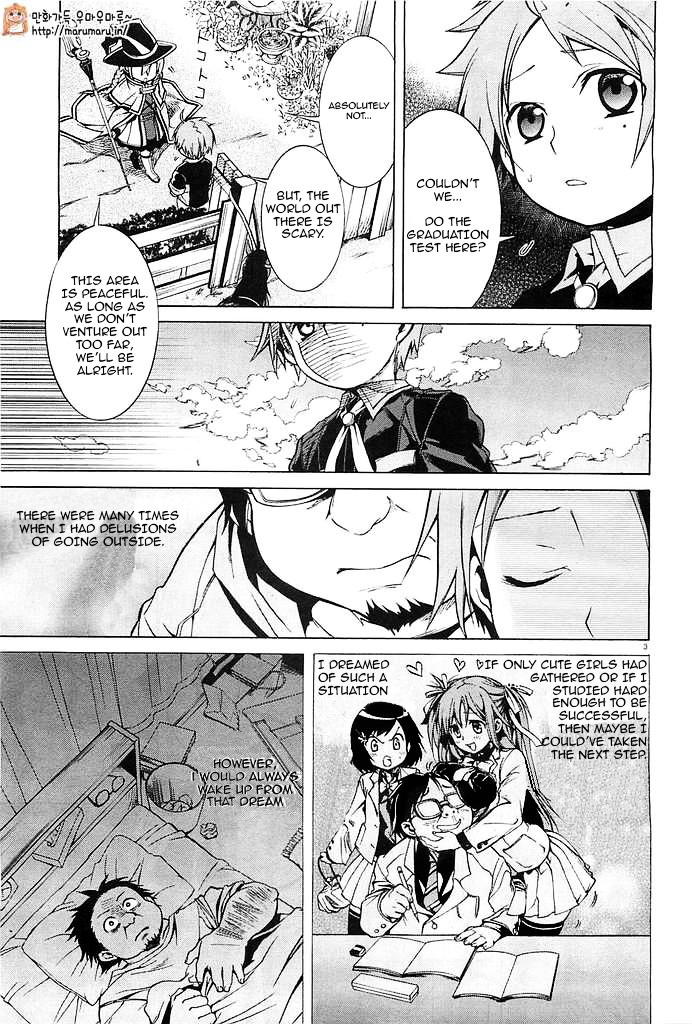 만화가득 우마우마루~
http://marumaru.in/
COULDN'T
WE...
DO THE
GRADUATION
TEST HERE?
ABSOLUTELY
NOT...
BUT, THE
WORLD OUT
THERE IS
SCARY.
THIS AREA
IS PEACEFUL.
AS LONG AS
WE DON'T
VENTURE OUT
TOO FAR,
WE'LL BE
ALRIGHT.
THERE WERE MANY TIMES
WHEN I HAD DELUSIONS
OF GOING OUTSIDE.
3
IF ONLY CUTE GIRLS HAD
GATHERED OR IF I
STUDIED HARD
ENOUGH TO BE
SUCCESSFUL,
THEN MAYBE I
COULD'VE TAKEN
THE NEXT STEP
I DREAMED
OF SUCH A
SITUATION
HOWEVER,
I WOULD ALWAYS
WAKE UP FROM
THAT DREAM